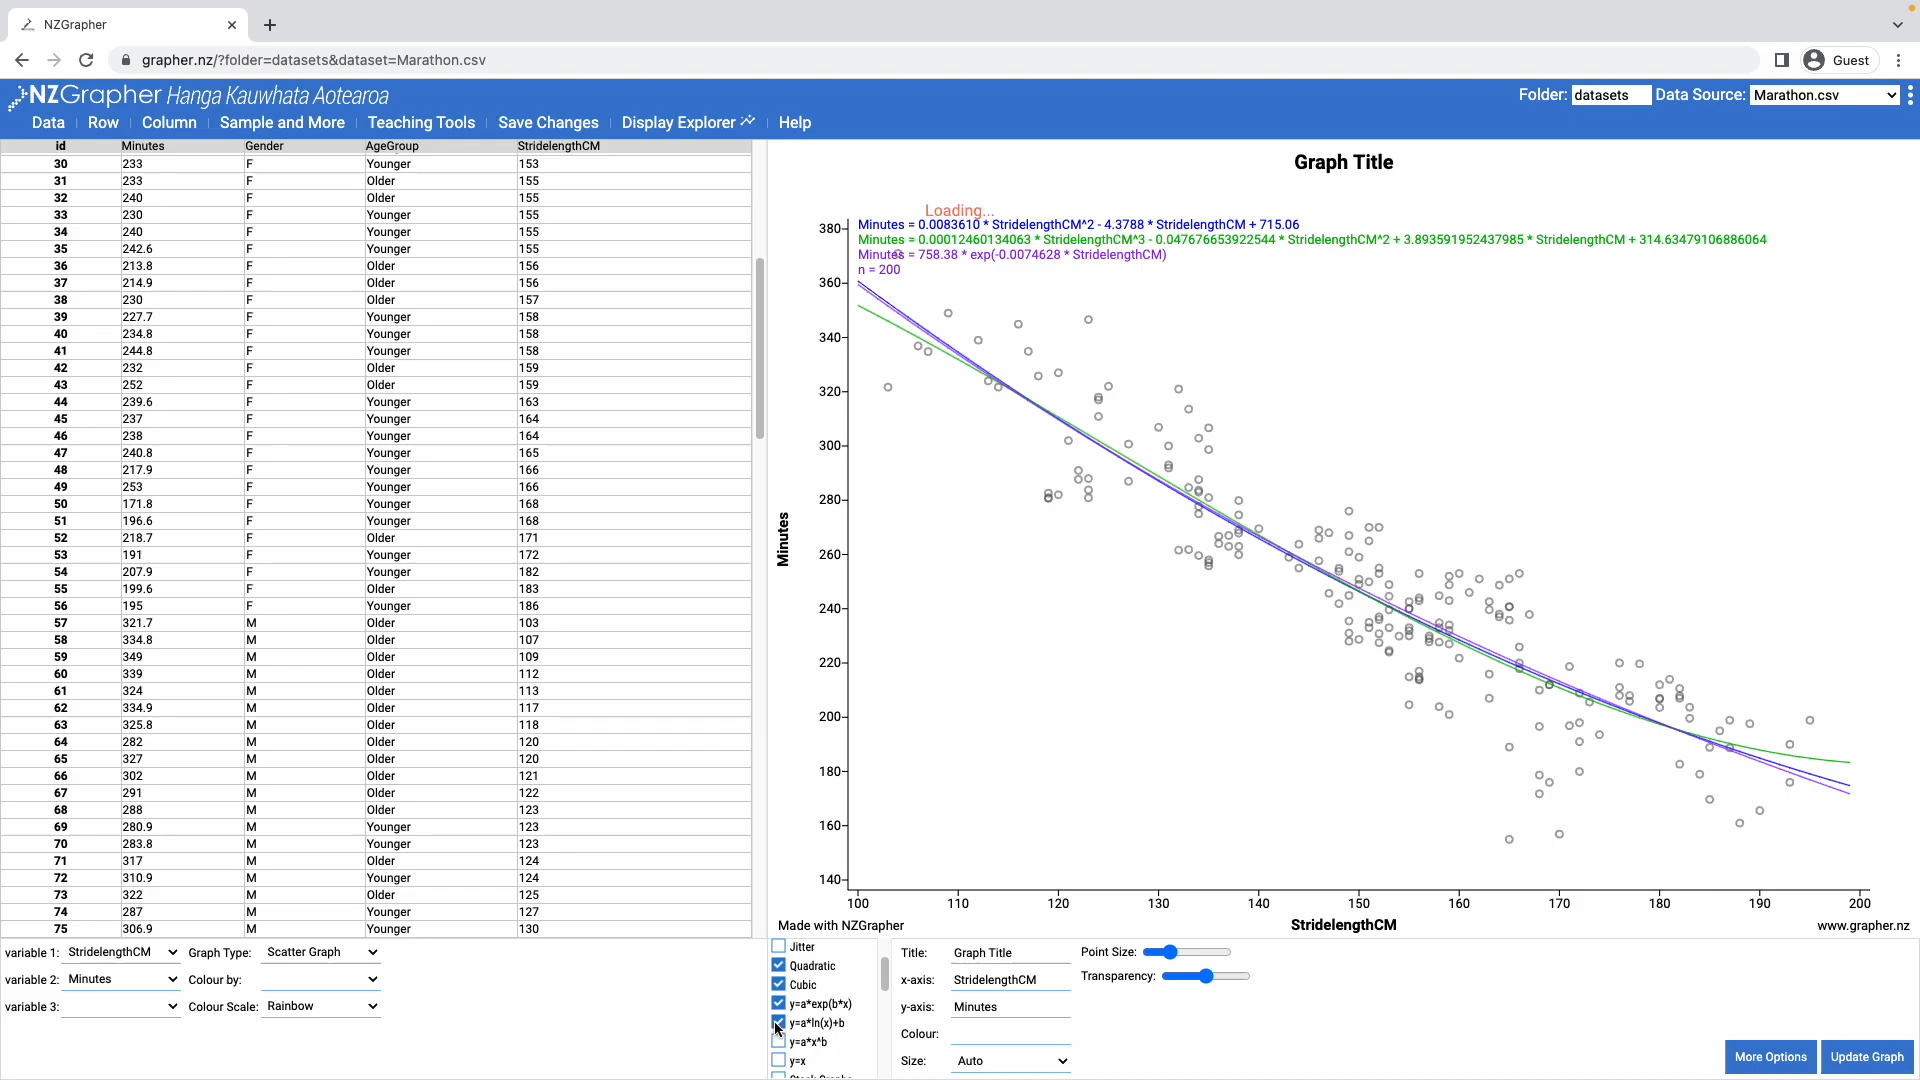 NZGrapher
grapher.nz/?folder=datasets&dataset=Marathon.csv
Guest
NZGrapher Hanga Kauwhata Aotearoa
Folder: datasets Data Source: Marathon.csv
Data Row Column Sample and More Teaching Tools Save Changes Display Explorer Help
id Minutes Gender AgeGroup StridelengthCM
30 233 F Younger 153
31 233 F Older 155
32 240 F Older 155
33 230 F Younger 155
34 240 F Younger 155
35 242.6 F Younger 155
36 213.8 F Older 156
37 214.9 F Older 156
38 230 F Older 157
39 227.7 F Younger 158
40 234.8 F Younger 158
41 244.8 F Younger 158
42 232 F Older 159
43 252 F Older 159
44 239.6 F Younger 163
45 237 F Younger 164
46 238 F Younger 164
47 240.8 F Younger 165
48 217.9 F Younger 166
49 253 F Younger 166
50 171.8 F Younger 168
51 196.6 F Younger 168
52 218.7 F Older 171
53 191 F Younger 172
54 207.9 F Younger 182
55 199.6 F Older 183
56 195 F Younger 186
57 321.7 M Older 103
58 334.8 M Older 107
59 349 M Older 109
60 339 M Older 112
61 324 M Older 113
62 334.9 M Older 117
63 325.8 M Older 118
64 282 M Older 120
65 327 M Older 120
66 302 M Older 121
67 291 M Older 122
68 288 M Older 123
69 280.9 M Younger 123
70 283.8 M Younger 123
71 317 M Older 124
72 310.9 M Younger 124
73 322 M Older 125
74 287 M Younger 127
75 306.9 M Younger 130
Graph Title
Loading...
Minutes = 0.0083610 * StridelengthCM^2 - 4.3788 * StridelengthCM + 715.06
Minutes = 0.00012460134063 * StridelengthCM^3 - 0.047676653922544 * StridelengthCM^2 + 3.893591952437985 * StridelengthCM + 314.63479106886064
Minutes = 758.38 * exp(-0.0074628 * StridelengthCM)
n = 200
380
360
340
320
300
280
260
240
220
200
180
160
140
Minutes
100 110 120 130 140 150 160 170 180 190 200
Made with NZGrapher StridelengthCM www.grapher.nz
variable 1: StridelengthCM Graph Type: Scatter Graph
variable 2: Minutes Colour by:
variable 3: Colour Scale: Rainbow
Jitter
Quadratic
Cubic
y=a*exp(b*x)
y=a*ln(x)+b
y=a*x^b
y=x
Title: Graph Title
x-axis: StridelengthCM
y-axis: Minutes
Colour:
Size: Auto
Point Size:
Transparency:
More Options Update Graph